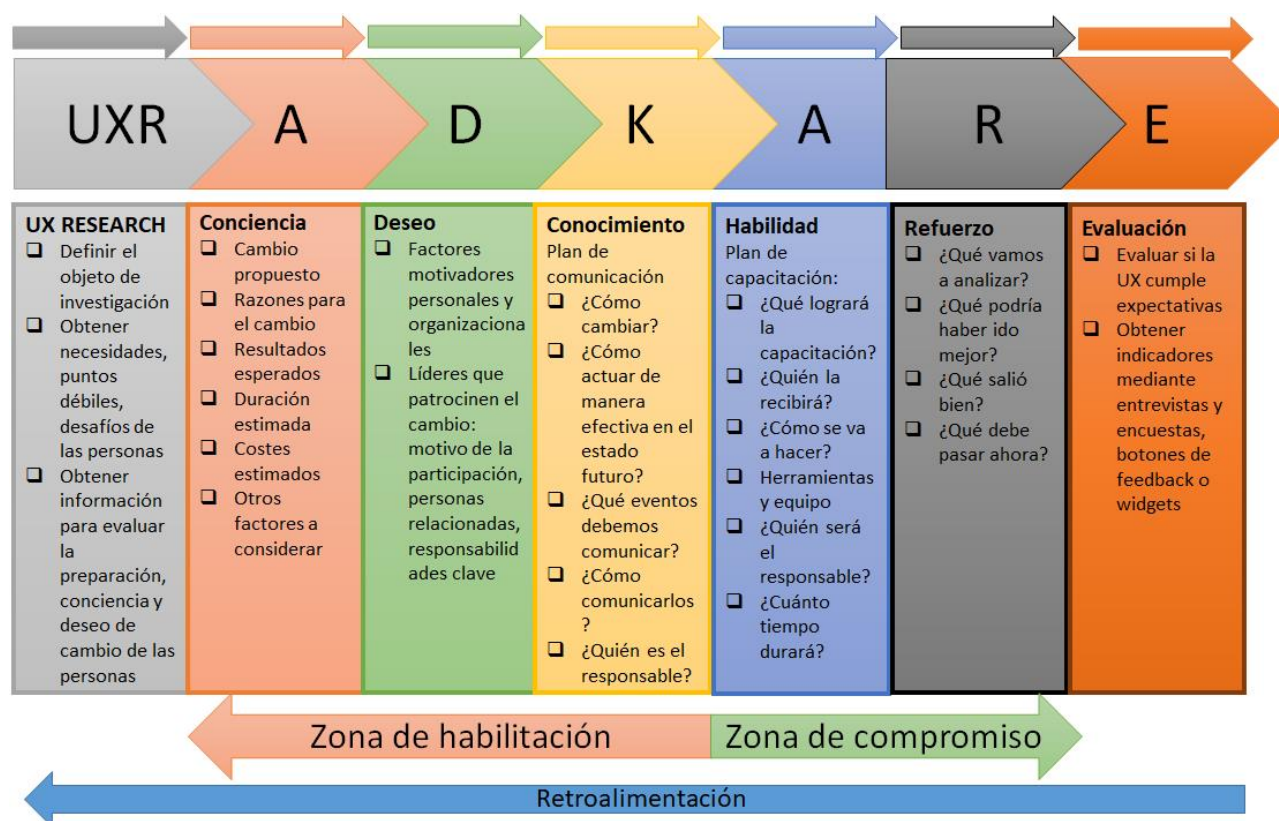 UXR
A
D
K
A
R
E
UX RESEARCH
Definir el
objeto de
investigación
Obtener
necesidades,
puntos
débiles,
desafíos de
las personas
Obtener
información
para evaluar
la
preparación,
conciencia y
deseo de
cambio de las
personas
Conciencia
Cambio
propuesto
Razones para
el cambio
Resultados
esperados
Duración
estimada
Costes
estimados
Otros
factores a
considerar
Deseo
Factores
motivadores
personales y
organizaciona
les
Líderes que
patrocinen el
cambio:
motivo de la
participación,
personas
relacionadas,
responsabilid
ades clave
Conocimiento
Plan de
comunicación
¿Cómo
cambiar?
¿Cómo
actuar de
manera
efectiva en el
estado
futuro?
¿Qué eventos
debemos
comunicar?
¿Cómo
comunicarlos
?
¿Quién es el
responsable?
Habilidad
Plan de
capacitación:
¿Qué logrará
la
capacitación?
¿Quién la
recibirá?
¿Cómo se va
a hacer?
Herramientas
y equipo
¿Quién será
el
responsable?
¿Cuánto
tiempo
durará?
Refuerzo
¿Qué vamos
a analizar?
¿Qué podría
haber ido
mejor?
¿Qué salió
bien?
¿Qué debe
pasar ahora?
Evaluación
Evaluar si la
UX cumple
expectativas
Obtener
indicadores
mediante
entrevistas y
encuestas,
botones de
feedback o
widgets
Zona de habilitación
Zona de compromiso
Retroalimentación